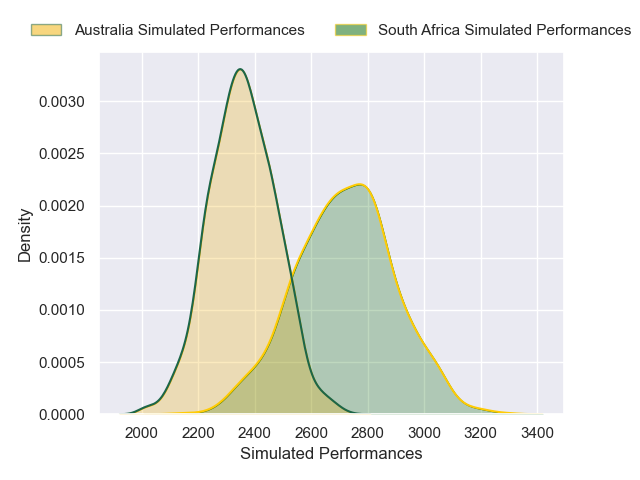 Australia Simulated Performances South Africa Simulated Performances
0.0030
0.0025
0.0020
0.0015
0.0010
0.0005
0.0000
Density
2000 2200 2400 2600 2800 3000 3200 3400
Simulated Performances